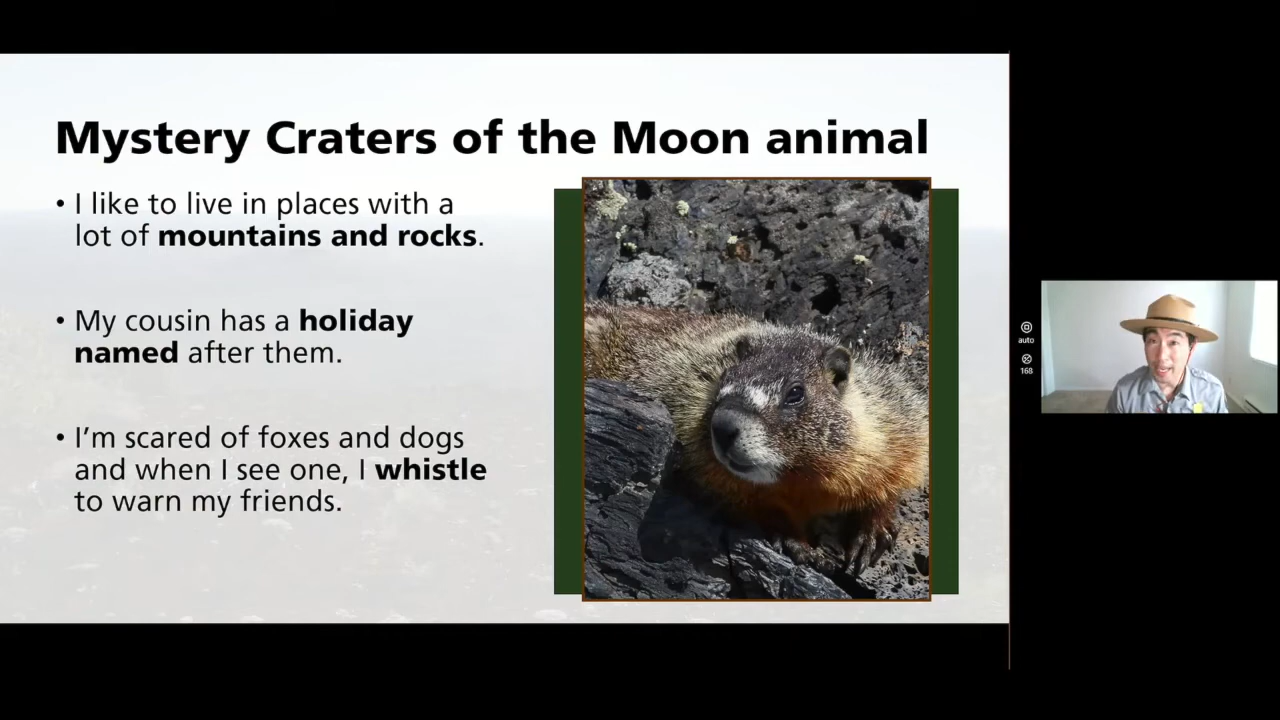 Mystery Craters of the Moon animal
• I like to live in places with a
lot of mountains and rocks.
• My cousin has a holiday
named after them.
• I’m scared of foxes and dogs
and when I see one, I whistle
to warn my friends.
auto
168